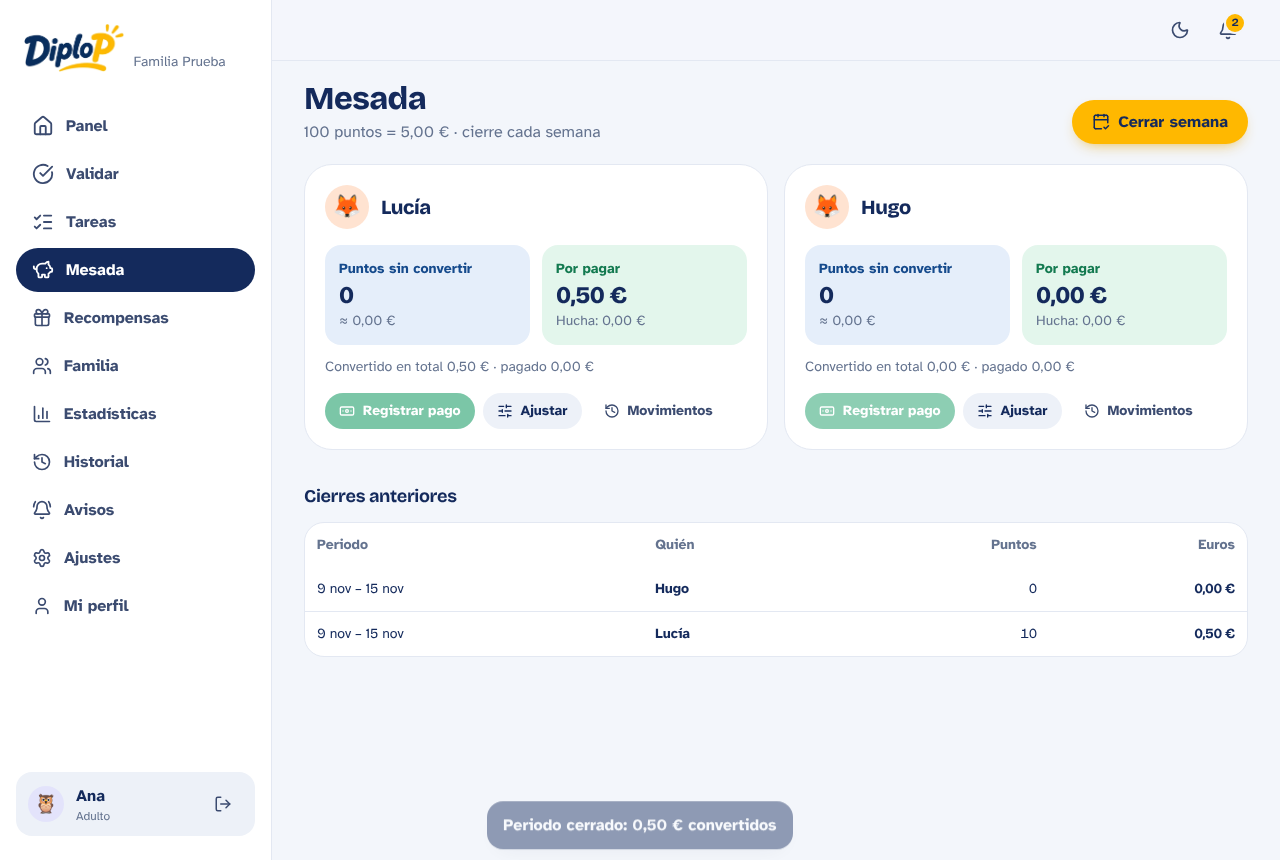 DiploP
Familia Prueba
Panel
Validar
Tareas
Mesada
Recompensas
Familia
Estadísticas
Historial
Avisos
Ajustes
Mi perfil
Ana
Adulto
2
Mesada
100 puntos = 5,00 € · cierre cada semana
Cerrar semana
Lucía
Puntos sin convertir
0
≈ 0,00 €
Por pagar
0,50 €
Hucha: 0,00 €
Convertido en total 0,50 € · pagado 0,00 €
Registrar pago
Ajustar
Movimientos
Hugo
Puntos sin convertir
0
≈ 0,00 €
Por pagar
0,00 €
Hucha: 0,00 €
Convertido en total 0,00 € · pagado 0,00 €
Registrar pago
Ajustar
Movimientos
Cierres anteriores
Periodo Quién Puntos Euros
9 nov – 15 nov Hugo 0 0,00 €
9 nov – 15 nov Lucía 10 0,50 €
Periodo cerrado: 0,50 € convertidos